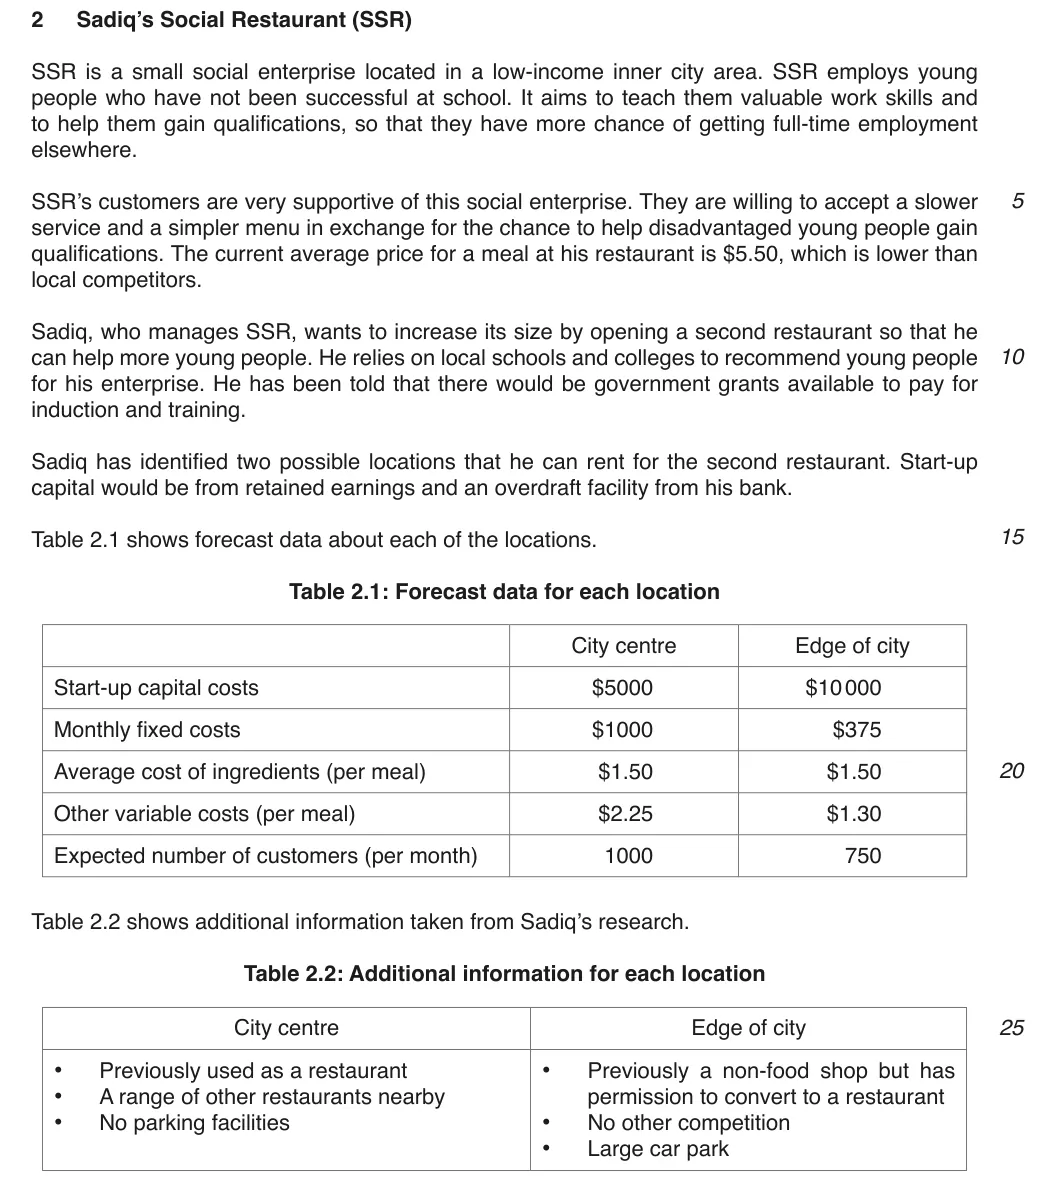 2 Sadiq’s Social Restaurant (SSR)
SSR is a small social enterprise located in a low-income inner city area. SSR employs young
people who have not been successful at school. It aims to teach them valuable work skills and
to help them gain qualifications, so that they have more chance of getting full-time employment
elsewhere.
SSR’s customers are very supportive of this social enterprise. They are willing to accept a slower 5
service and a simpler menu in exchange for the chance to help disadvantaged young people gain
qualifications. The current average price for a meal at his restaurant is $5.50, which is lower than
local competitors.
Sadiq, who manages SSR, wants to increase its size by opening a second restaurant so that he
can help more young people. He relies on local schools and colleges to recommend young people 10
for his enterprise. He has been told that there would be government grants available to pay for
induction and training.
Sadiq has identified two possible locations that he can rent for the second restaurant. Start-up
capital would be from retained earnings and an overdraft facility from his bank.
Table 2.1 shows forecast data about each of the locations. 15
Table 2.1: Forecast data for each location
City centre Edge of city
Start-up capital costs $5000 $10 000
Monthly fixed costs $1000 $375
Average cost of ingredients (per meal) $1.50 $1.50 20
Other variable costs (per meal) $2.25 $1.30
Expected number of customers (per month) 1000 750
Table 2.2 shows additional information taken from Sadiq’s research.
Table 2.2: Additional information for each location
City centre Edge of city 25
• Previously used as a restaurant
• A range of other restaurants nearby
• No parking facilities
• Previously a non-food shop but has
permission to convert to a restaurant
• No other competition
• Large car park